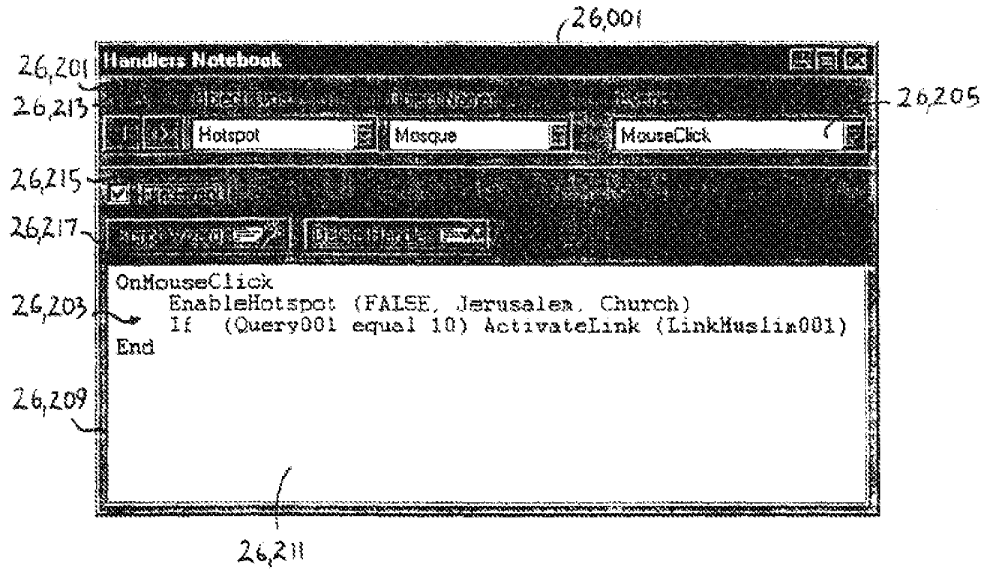 26,001
Handlers Notebook
26,201
26,213
26,205
Hotspot Mosque MouseClick
26,215
26,217
OnMouseClick
EnableHotspot (FALSE, Jerusalem, Church)
26,203
If (Query001 equal 10) ActivateLink (LinkMuslim001)
End
26,209
26,211